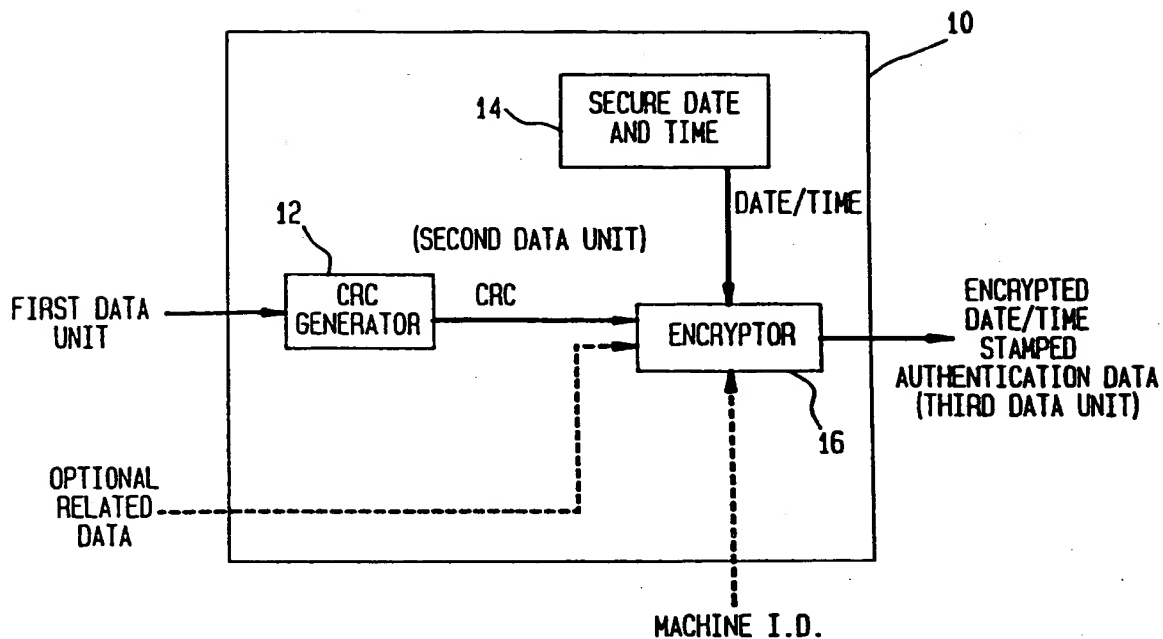 10
14
SECURE DATE
AND TIME
DATE/TIME
12
(SECOND DATA UNIT)
FIRST DATA
UNIT
CRC
GENERATOR
CRC
ENCRYPTOR
ENCRYPTED
DATE/TIME
STAMPED
AUTHENTICATION DATA
(THIRD DATA UNIT)
16
OPTIONAL
RELATED
DATA
MACHINE I.D.